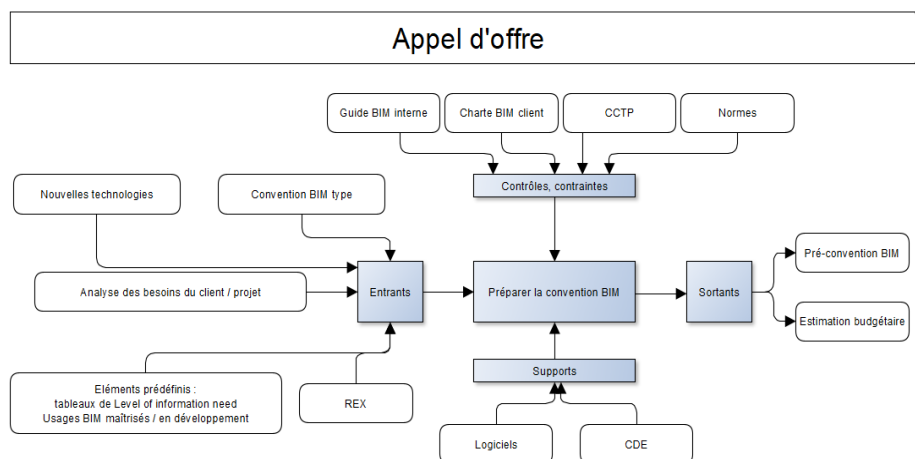 Appel d'offre
Guide BIM interne
Charte BIM client
CCTP
Normes
Contrôles, contraintes
Nouvelles technologies
Convention BIM type
Pré-convention BIM
Analyse des besoins du client / projet
Entrants
Préparer la convention BIM
Sortants
Estimation budgétaire
Eléments prédéfinis :
tableaux de Level of information need
Usages BIM maîtrisés / en développement
REX
Supports
Logiciels
CDE